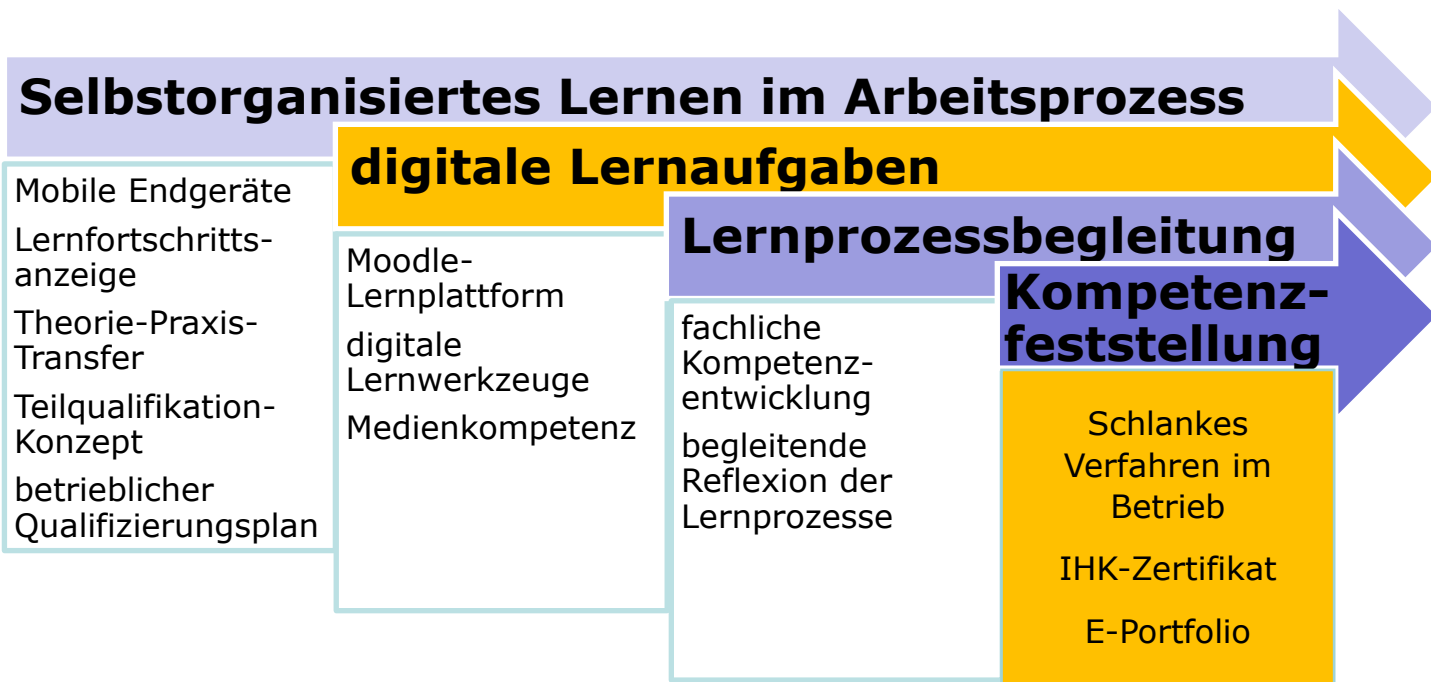 Selbstorganisiertes Lernen im Arbeitsprozess
Mobile Endgeräte
Lernfortschritts-
anzeige
Theorie-Praxis-
Transfer
Teilqualifikation-
Konzept
betrieblicher
Qualifizierungsplan
digitale Lernaufgaben
Moodle-
Lernplattform
digitale
Lernwerkzeuge
Medienkompetenz
Lernprozessbegleitung
fachliche
Kompetenz-
entwicklung
begleitende
Reflexion der
Lernprozesse
Kompetenz-
feststellung
Schlankes
Verfahren im
Betrieb
IHK-Zertifikat
E-Portfolio